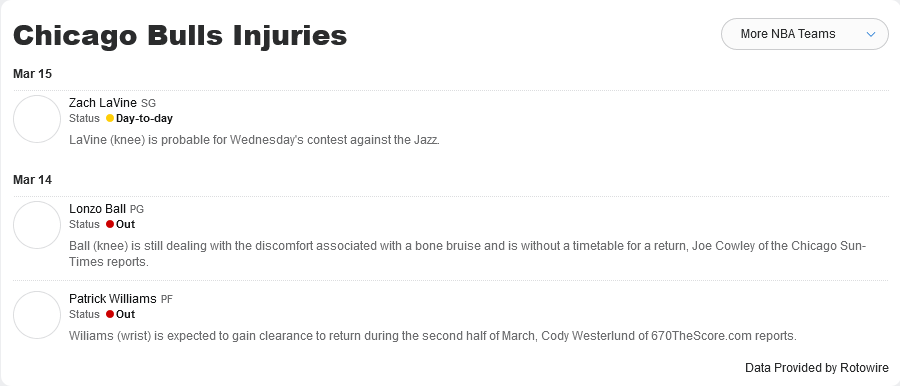 Chicago Bulls Injuries
More NBA Teams
Mar 15
Zach LaVine SG
Status Day-to-day
LaVine (knee) is probable for Wednesday's contest against the Jazz.
Mar 14
Lonzo Ball PG
Status Out
Ball (knee) is still dealing with the discomfort associated with a bone bruise and is without a timetable for a return, Joe Cowley of the Chicago Sun-
Times reports.
Patrick Williams PF
Status Out
Wiliams (wrist) is expected to gain clearance to return during the second half of March, Cody Westerlund of 670TheScore.com reports.
Data Provided by Rotowire